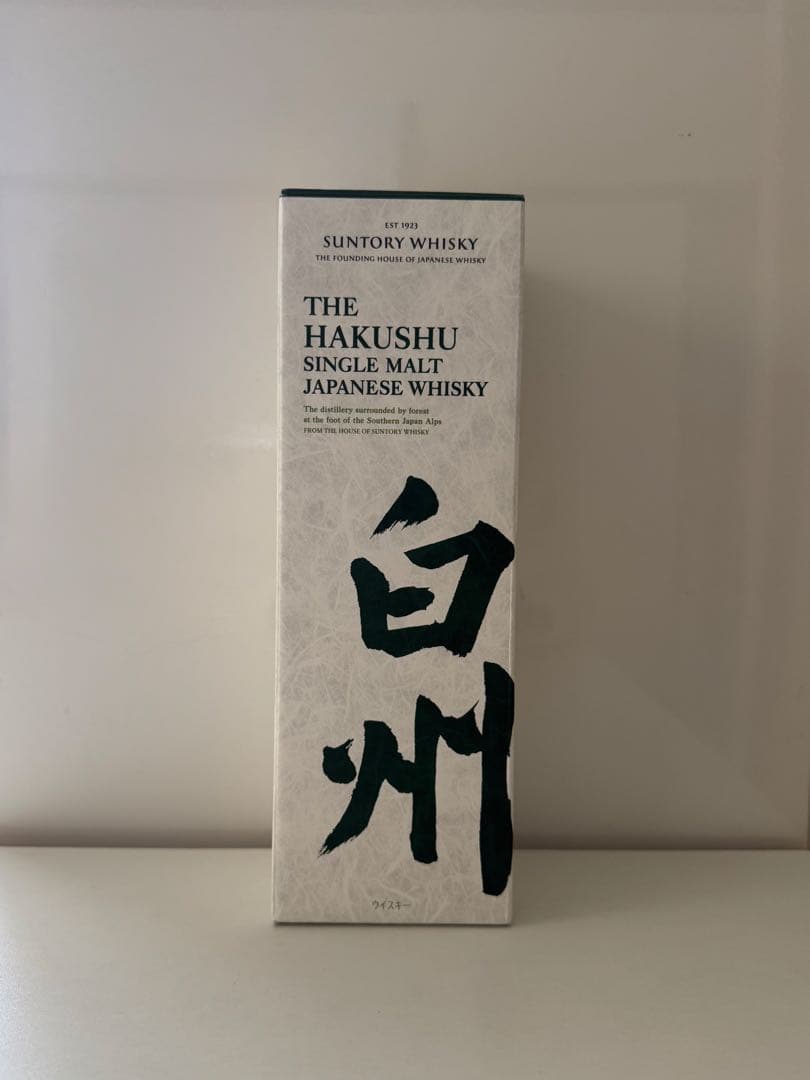 EST 1923
SUNTORY WHISKY
THE FOUNDING HOUSE OF JAPANESE WHISKY
THE
HAKUSHU
SINGLE MALT
JAPANESE WHISKY
The distillery surrounded by forest
at the foot of the Southern Japan Alps
FROM THE HOUSE OF SUNTORY WHISKY
白州
ウイスキー